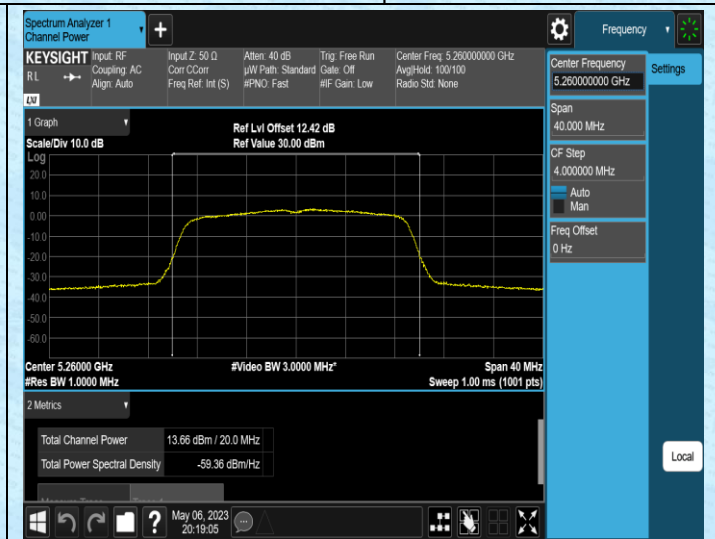 Spectrum Analyzer 1
Channel Power
+
Frequency
KEYSIGHT
RL
LXI
Input: RF
Coupling: AC
Align: Auto
Input Z: 50 Ω
Corr CCorr
Freq Ref: Int (S)
Atten: 40 dB
µW Path: Standard
#PNO: Fast
Trig: Free Run
Gate: Off
#IF Gain: Low
Center Freq: 5.260000000 GHz
Avg|Hold: 100/100
Radio Std: None
Center Frequency
5.260000000 GHz
Settings
Span
40.000 MHz
CF Step
4.000000 MHz
Auto
Man
Freq Offset
0 Hz
1 Graph
Scale/Div 10.0 dB
Ref Lvl Offset 12.42 dB
Ref Value 30.00 dBm
Log
20.0
10.0
0.00
-10.0
-20.0
-30.0
-40.0
-50.0
-60.0
Center 5.26000 GHz
#Video BW 3.0000 MHz*
Span 40 MHz
#Res BW 1.0000 MHz
Sweep 1.00 ms (1001 pts)
2 Metrics
Total Channel Power 13.66 dBm / 20.0 MHz
Total Power Spectral Density -59.36 dBm/Hz
Local
?
May 06, 2023
20:19:05